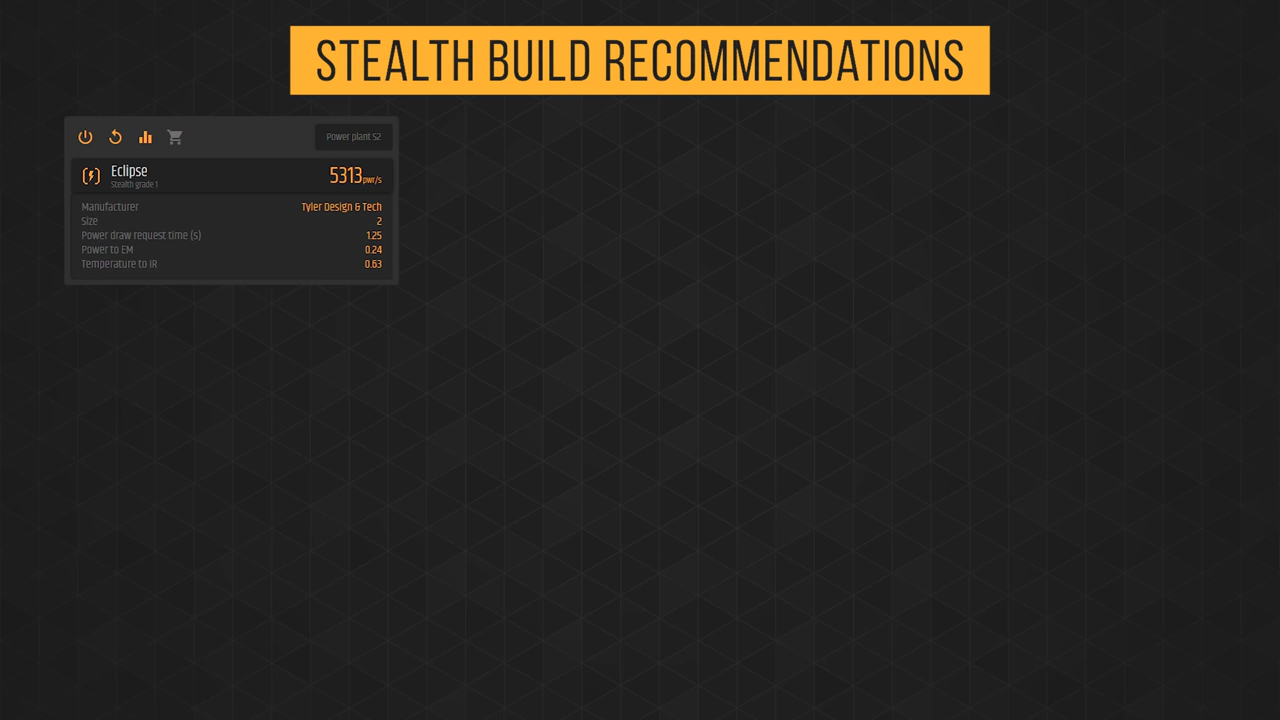 STEALTH BUILD RECOMMENDATIONS
Power plant S2
Eclipse
Stealth grade 1
5313pwr/s
Manufacturer Tyler Design & Tech
Size 2
Power draw request time (s) 1.25
Power to EM 0.24
Temperature to IR 0.63